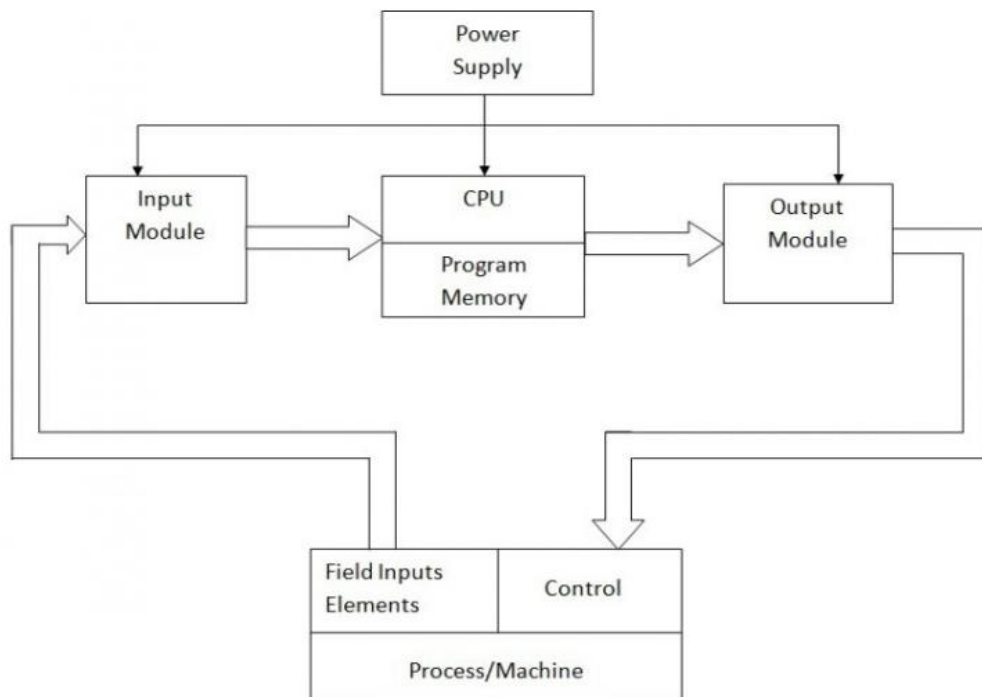 Power
Supply
Input
Module
CPU
Program
Memory
Output
Module
Field Inputs
Elements
Control
Process/Machine